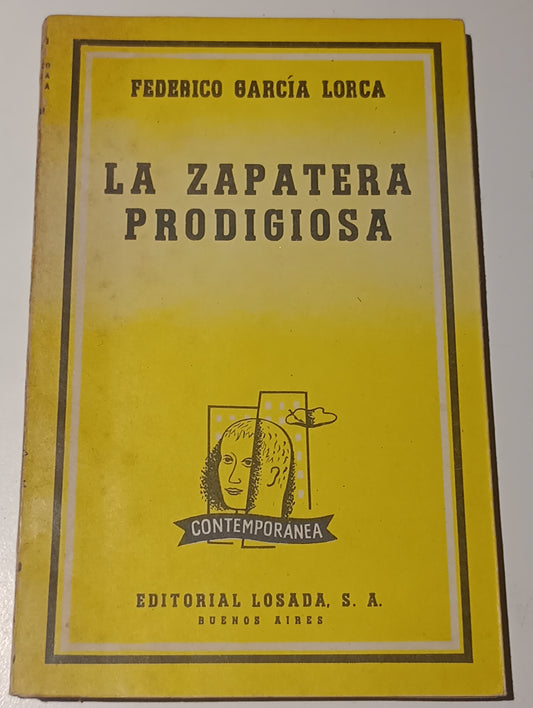 FEDERICO GARCÍA LORCA
LA ZAPATERA
PRODIGIOSA
CONTEMPORÁNEA
EDITORIAL LOSADA, S. A.
BUENOS AIRES